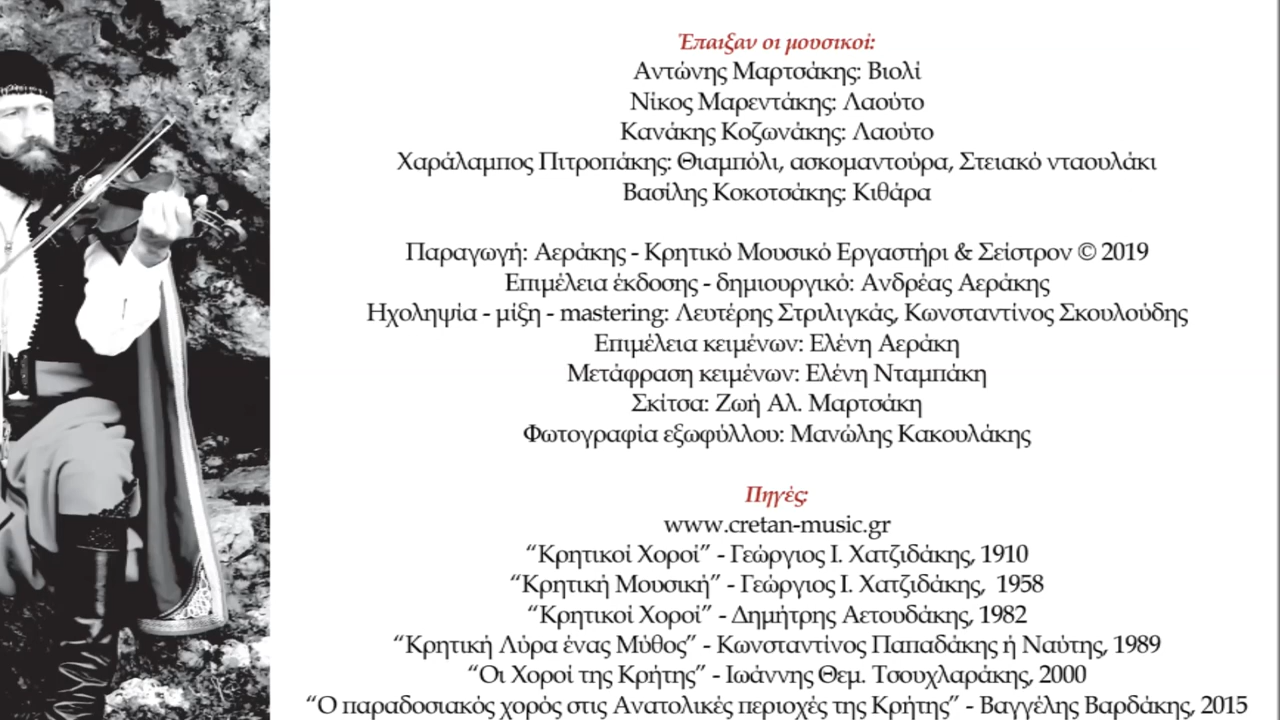 Έπαιξαν οι μουσικοί:
Αντώνης Μαρτσάκης: Βιολί
Νίκος Μαρεντάκης: Λαούτο
Κανάκης Κοζωνάκης: Λαούτο
Χαράλαμπος Πιτροπάκης: Θιαμπόλι, ασκομαντούρα, Στειακό νταουλάκι
Βασίλης Κοκοτσάκης: Κιθάρα
Παραγωγή: Αεράκης - Κρητικό Μουσικό Εργαστήρι & Σείστρον © 2019
Επιμέλεια έκδοσης - δημιουργικό: Ανδρέας Αεράκης
Ηχοληψία - μίξη - mastering: Λευτέρης Στριλιγκάς, Κωνσταντίνος Σκουλούδης
Επιμέλεια κειμένων: Ελένη Αεράκη
Μετάφραση κειμένων: Ελένη Νταμπάκη
Σκίτσα: Ζωή Αλ. Μαρτσάκη
Φωτογραφία εξωφύλλου: Μανώλης Κακουλάκης
Πηγές:
www.cretan-music.gr
“Κρητικοί Χοροί” - Γεώργιος Ι. Χατζιδάκης, 1910
“Κρητική Μουσική” - Γεώργιος Ι. Χατζιδάκης, 1958
“Κρητικοί Χοροί” - Δημήτρης Αετουδάκης, 1982
“Κρητική Λύρα ένας Μύθος” - Κωνσταντίνος Παπαδάκης ή Ναύτης, 1989
“Οι Χοροί της Κρήτης” - Ιωάννης Θεμ. Τσουχλαράκης, 2000
“Ο παραδοσιακός χορός στις Ανατολικές περιοχές της Κρήτης” - Βαγγέλης Βαρδάκης, 2015